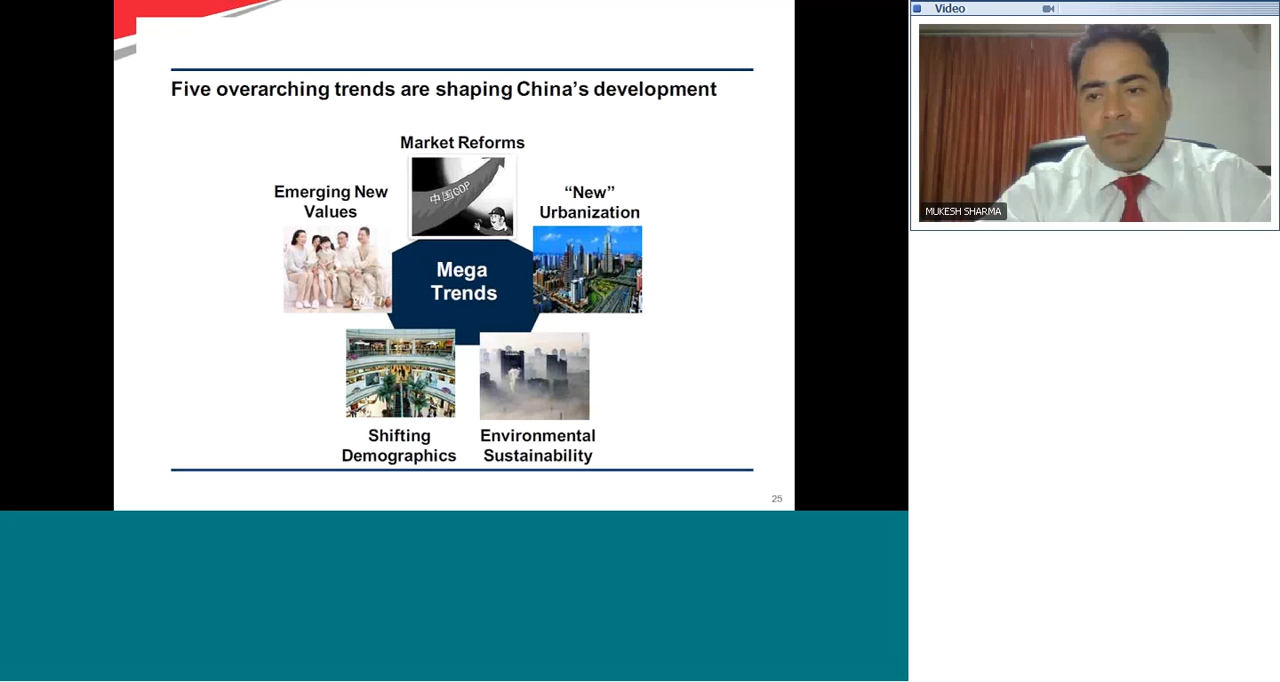 Five overarching trends are shaping China’s development
Market Reforms
中国GDP
Emerging New
Values
“New”
Urbanization
Mega
Trends
Shifting
Demographics
Environmental
Sustainability
25
Video
MUKESH SHARMA